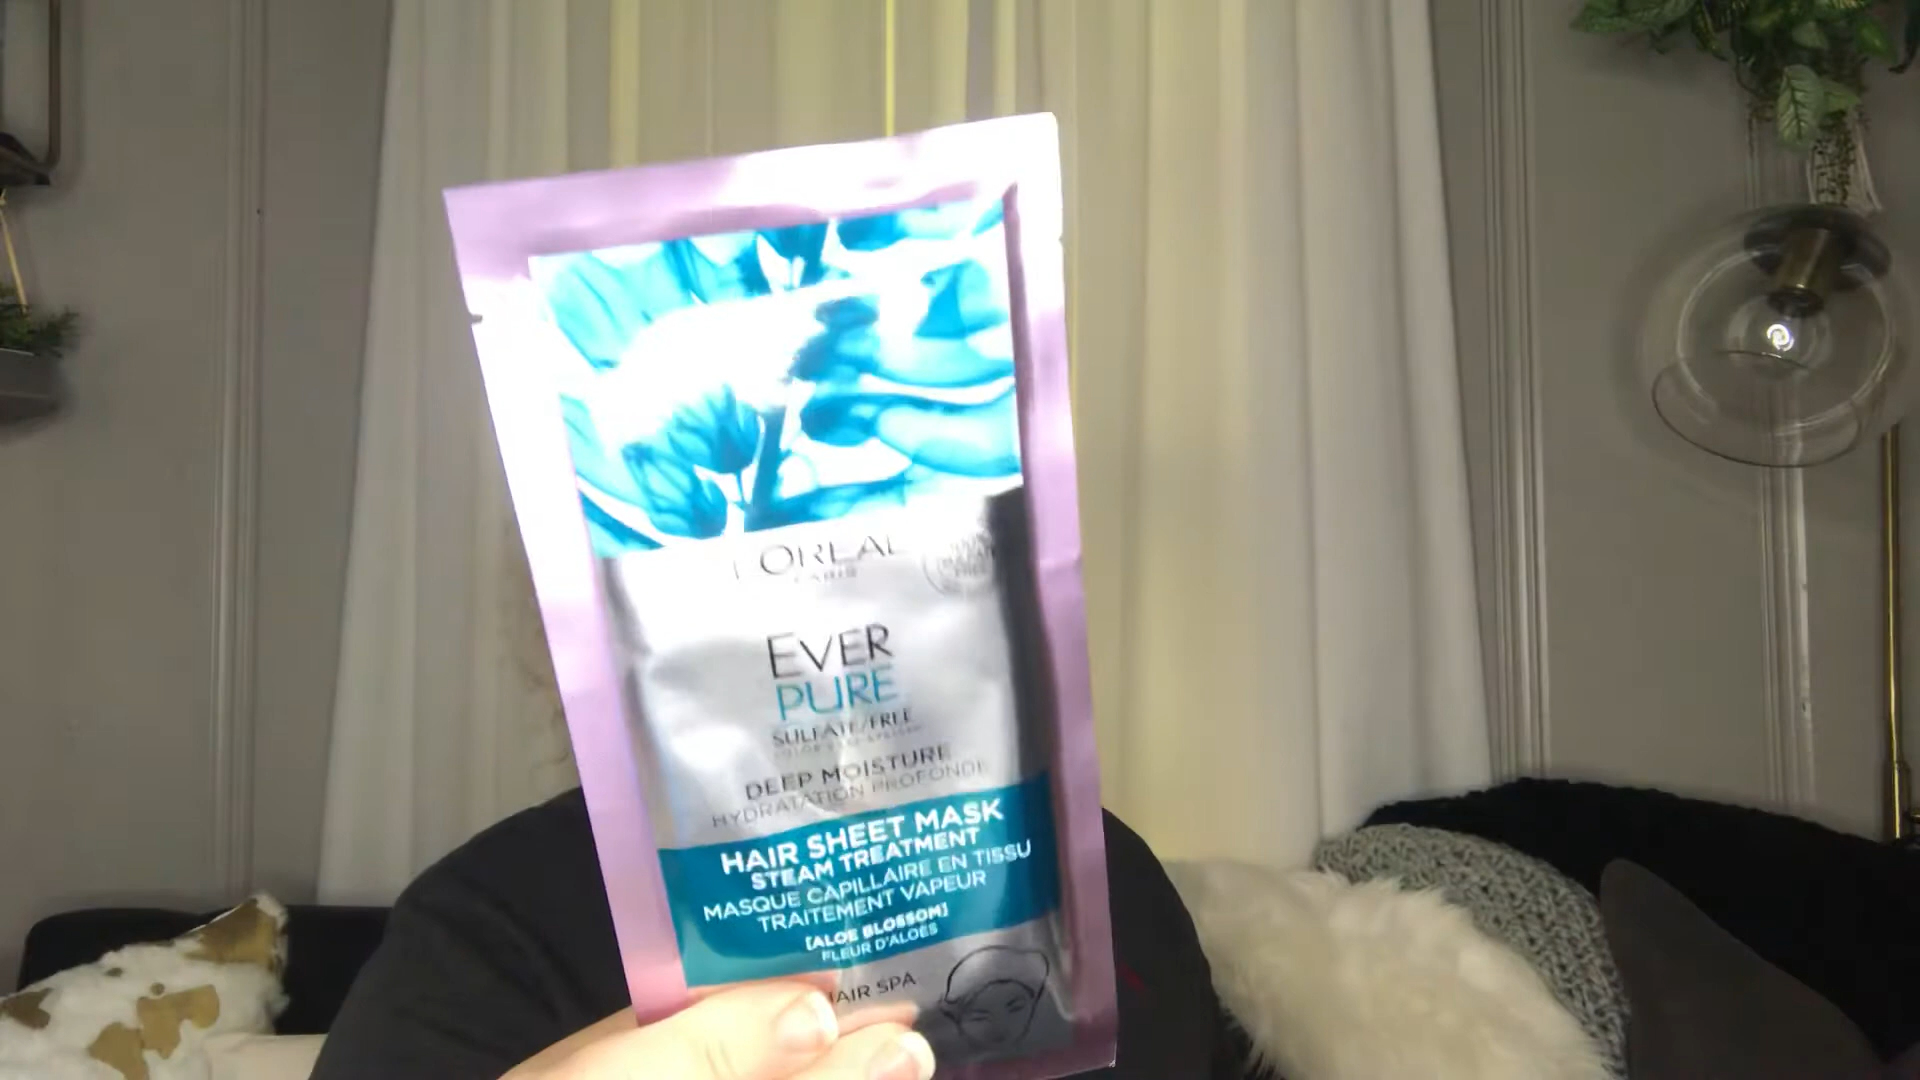 L'ORÉAL
PARIS
EVER
PURE
SULFATE/FREE
DEEP MOISTURE
HYDRATATION PROFONDE
HAIR SHEET MASK
STEAM TREATMENT
MASQUE CAPILLAIRE EN TISSU
TRAITEMENT VAPEUR
[ALOE BLOSSOM]
FLEUR D'ALOÈS
HAIR SPA